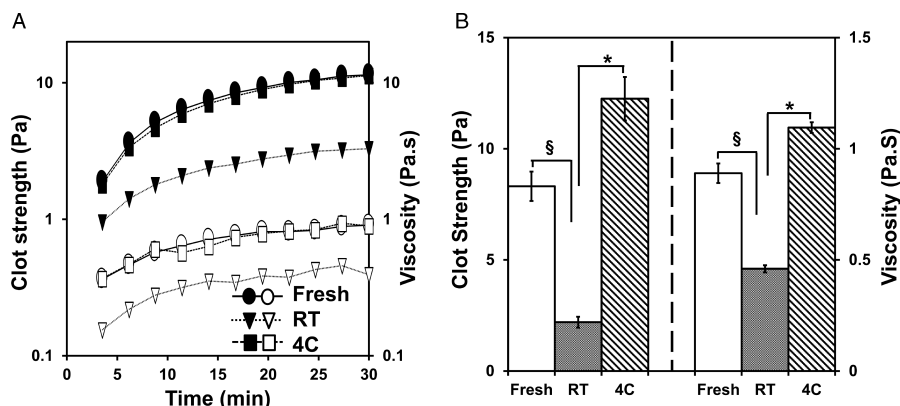 A
Clot strength (Pa)
10
1
0.1
10
1
0.1
Viscosity (Pa.s)
0 5 10 15 20 25 30
Time (min)
Fresh
RT
4C
B
Clot Strength (Pa)
15
10
5
0
§
*
§
*
1.5
1
0.5
0
Viscosity (Pa.S)
Fresh RT 4C Fresh RT 4C